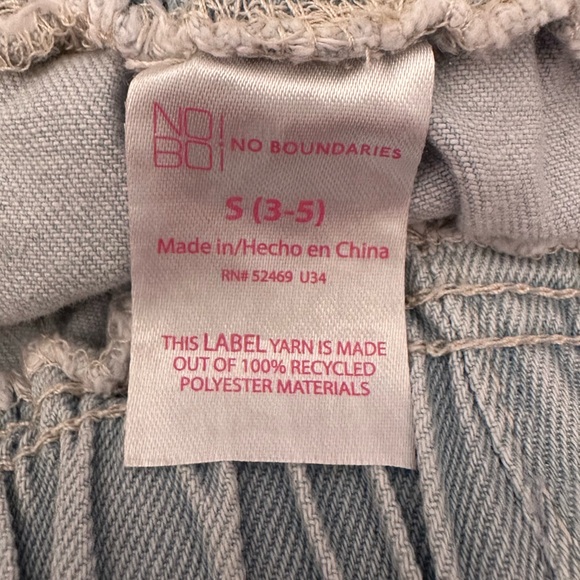 NO
BO
NO BOUNDARIES
S (3-5)
Made in/Hecho en China
RN# 52469 U34
THIS LABEL YARN IS MADE
OUT OF 100% RECYCLED
POLYESTER MATERIALS